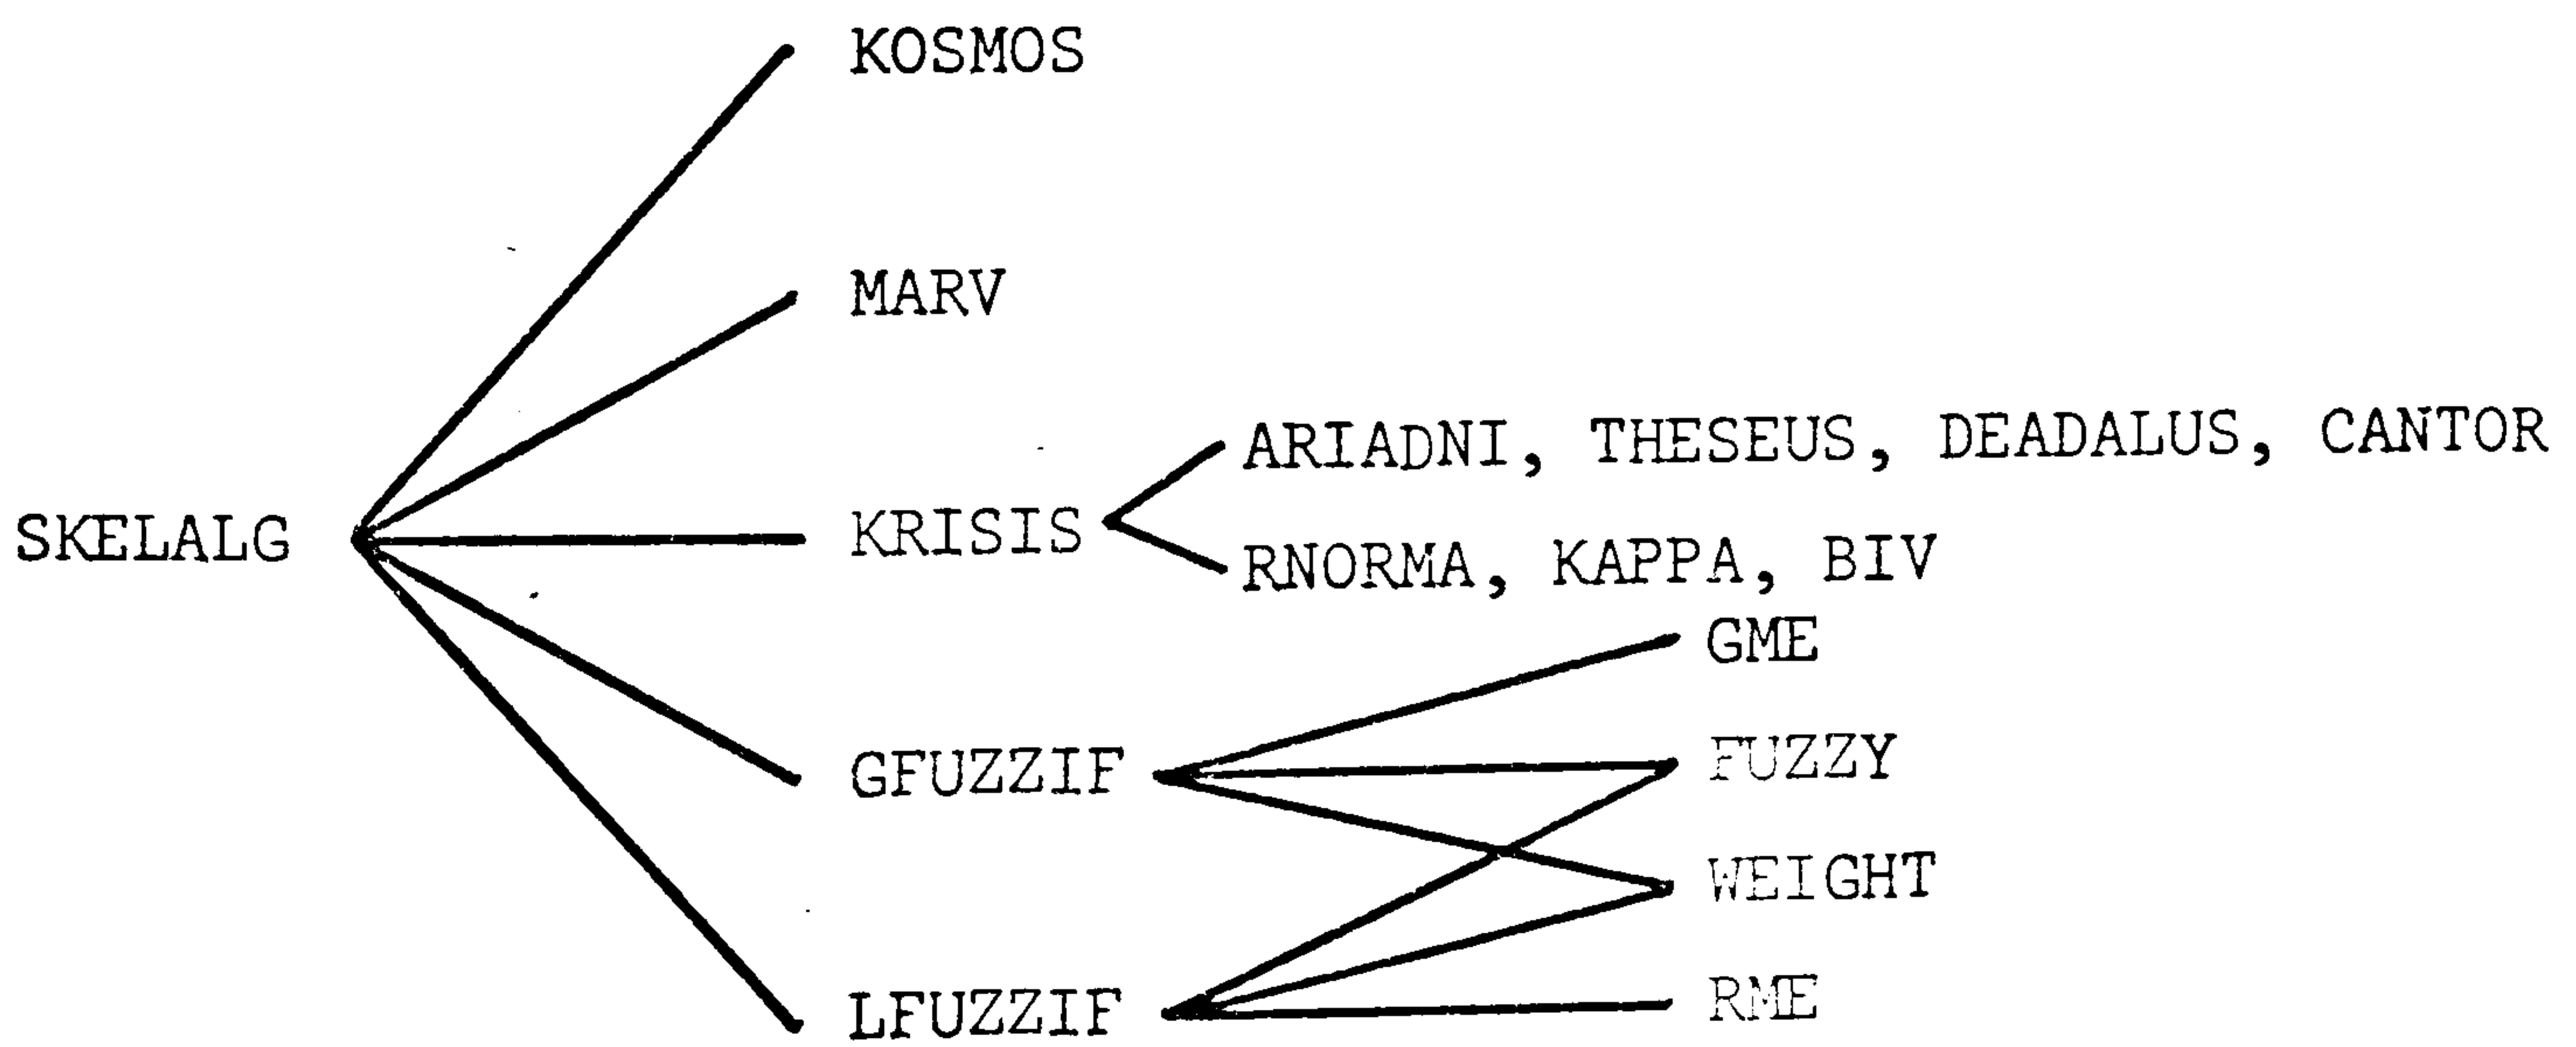 KOSMOS
MARV
ARIADNI, THESEUS, DEADALUS, CANTOR
SKELALG
KRISIS
RNORMA, KAPPA, BIV
GME
GFUZZIF
FUZZY
WEIGHT
LFUZZIF
RME